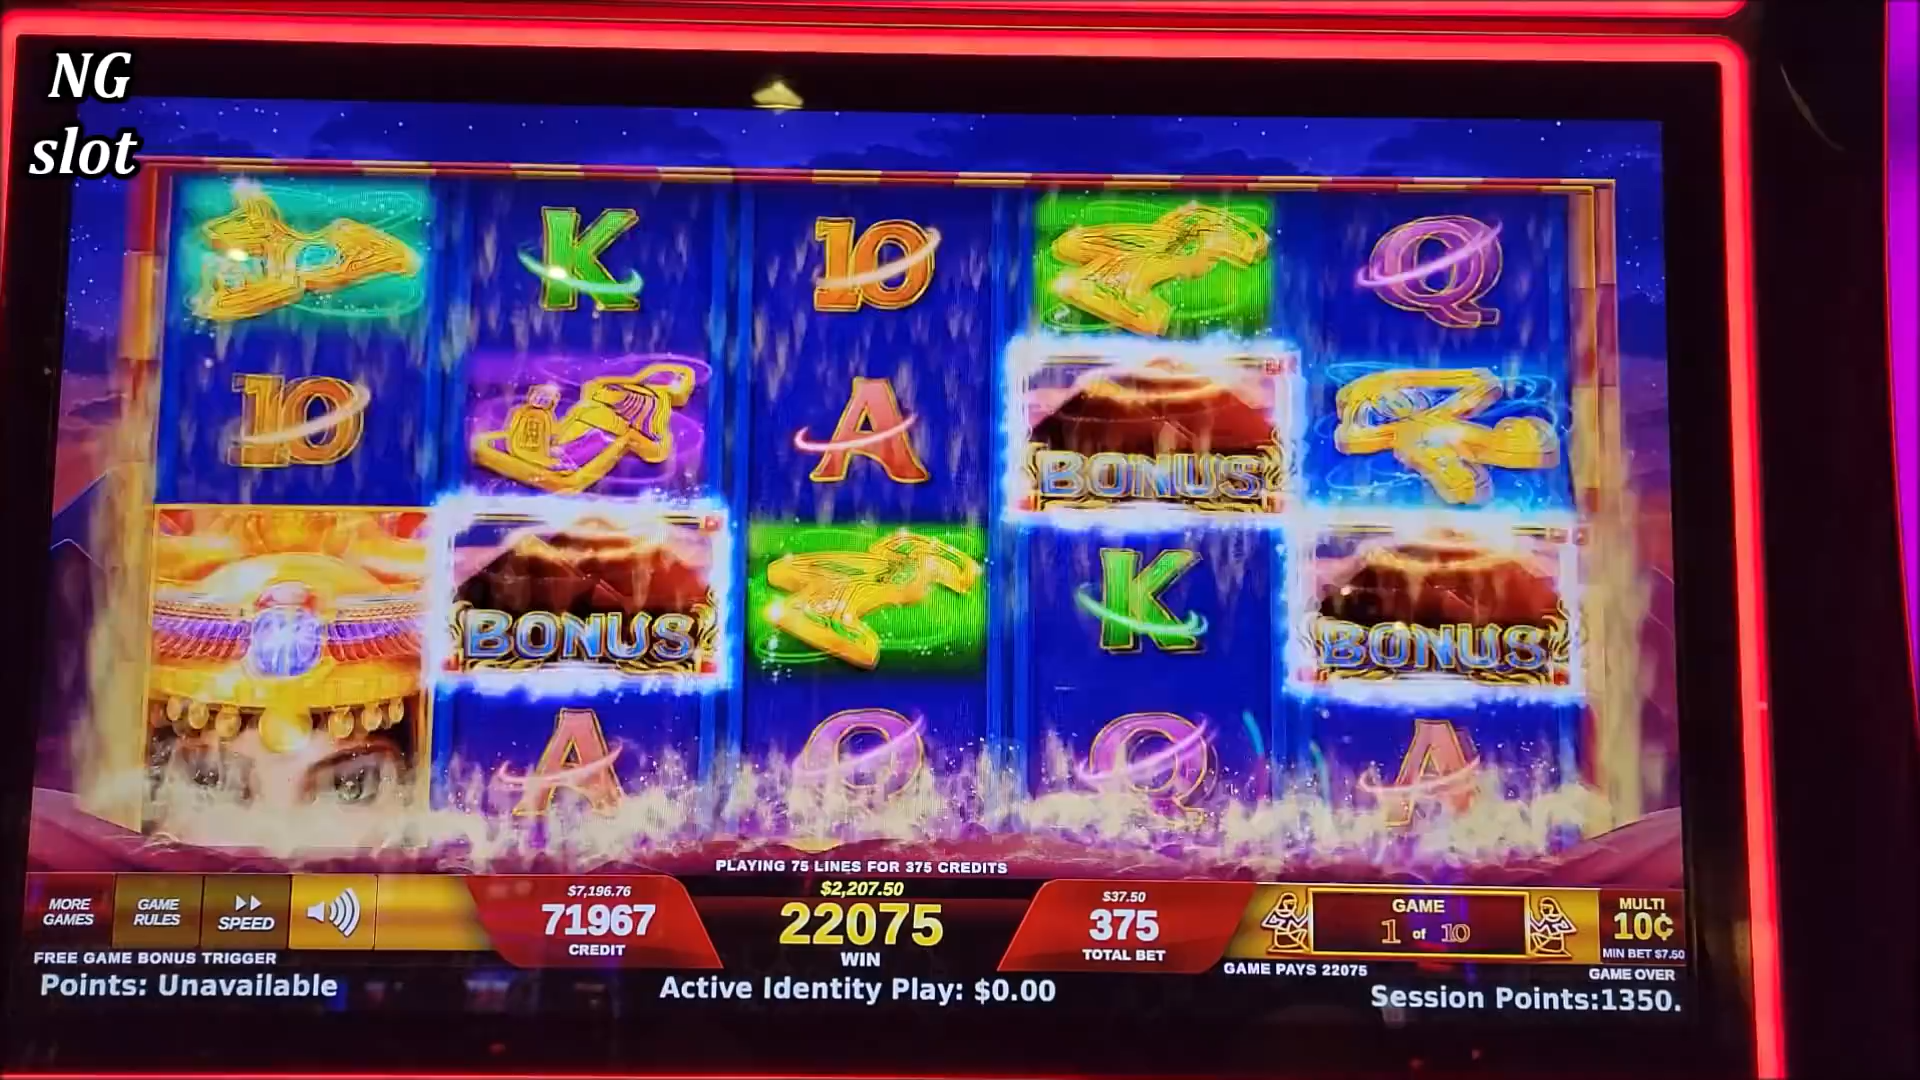 NG
slot
K
10
Q
10
A
BONUS
BONUS
K
BONUS
A
Q
Q
A
PLAYING 75 LINES FOR 375 CREDITS
MORE GAMES
GAME RULES
SPEED
$7,196.76
71967
CREDIT
$2,207.50
22075
WIN
$37.50
375
TOTAL BET
GAME
1 of 10
MULTI
10¢
MIN BET $7.50
FREE GAME BONUS TRIGGER
GAME PAYS 22075
GAME OVER
Points: Unavailable
Active Identity Play: $0.00
Session Points:1350.